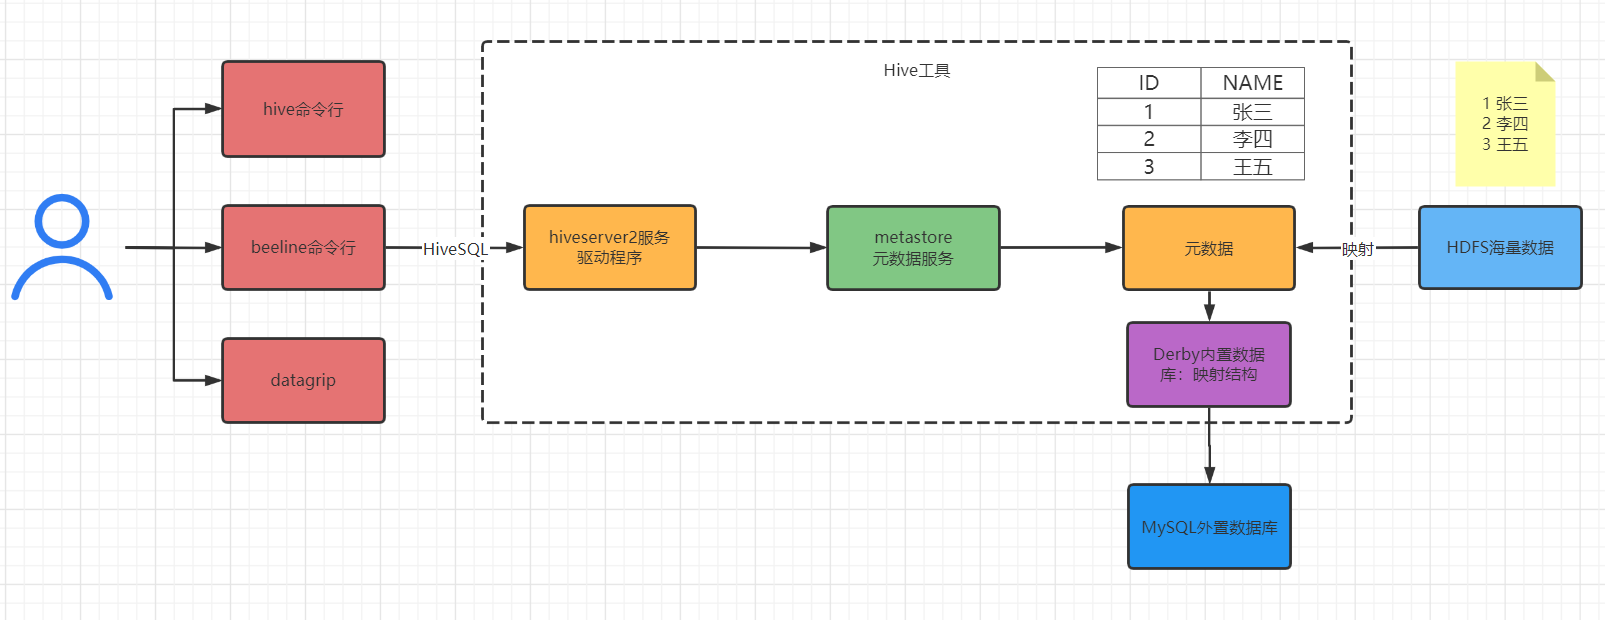 Hive工具
ID NAME
1 张三
2 李四
3 王五
1 张三
2 李四
3 王五
hive命令行
beeline命令行
HiveSQL
hiveserver2服务
驱动程序
metastore
元数据服务
元数据
映射
HDFS海量数据
datagrip
Derby内置数据
库：映射结构
MySQL外置数据库